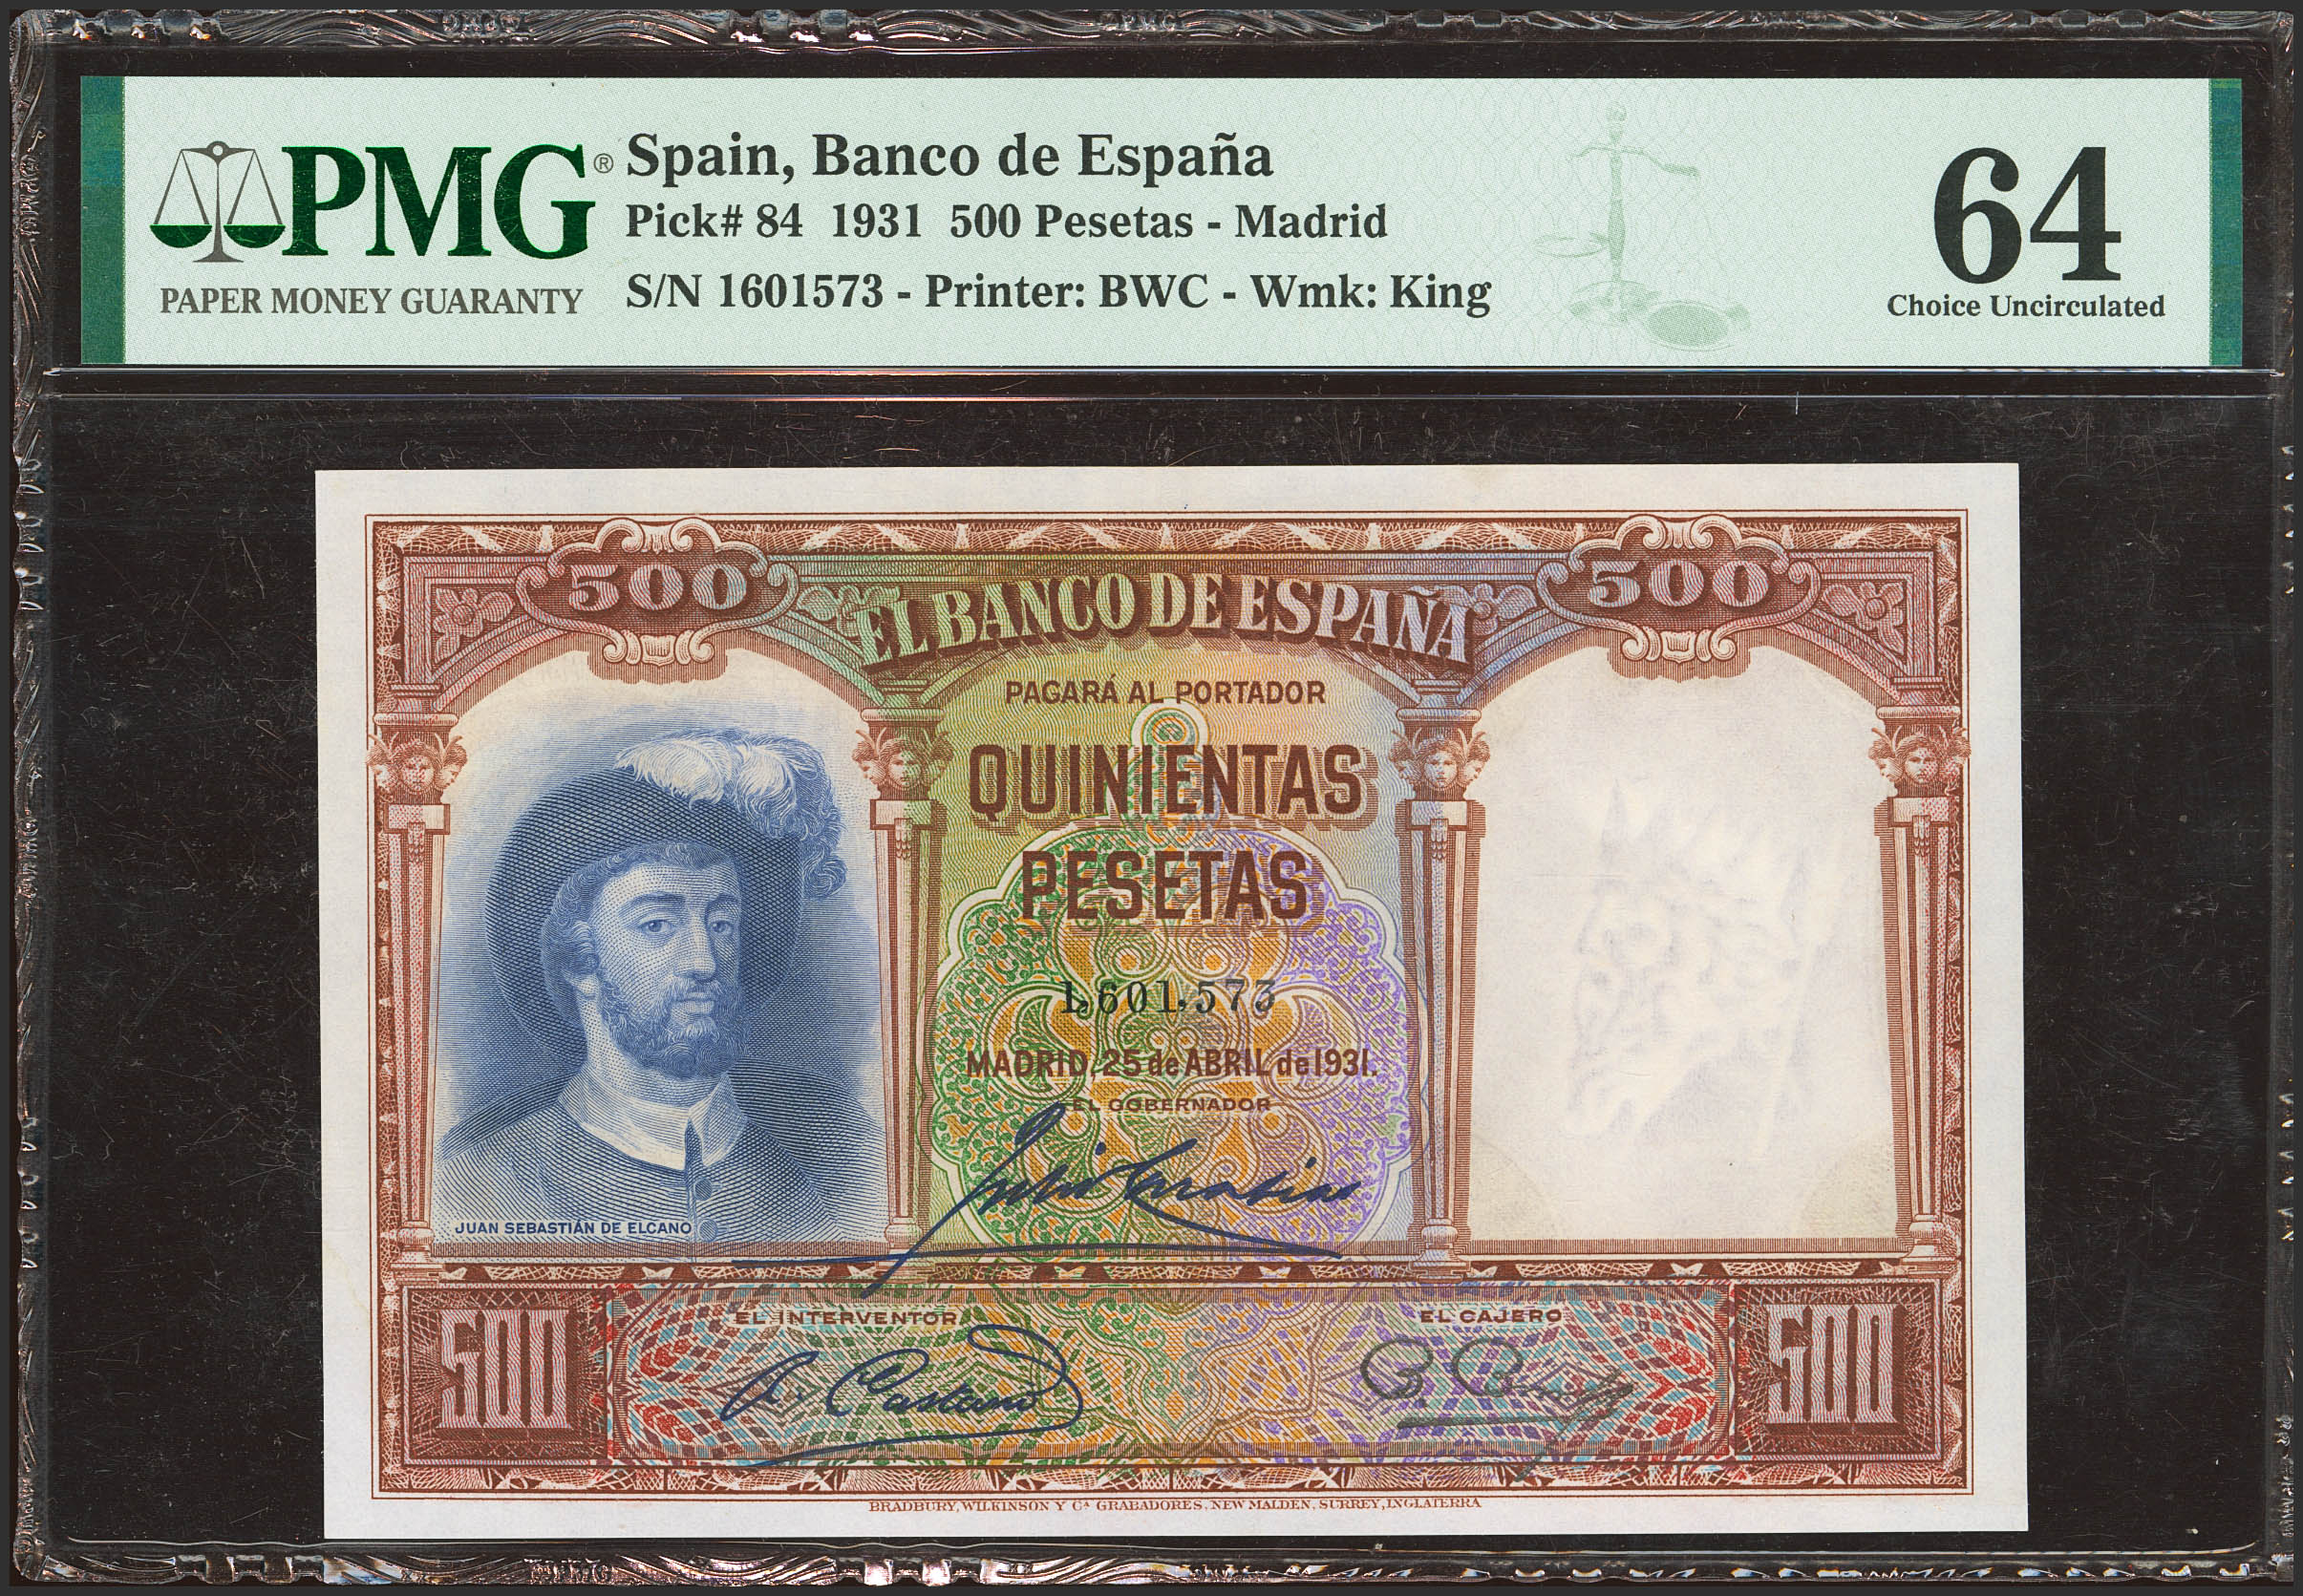 PMG®
PAPER MONEY GUARANTY
Spain, Banco de España
Pick# 84 1931 500 Pesetas - Madrid
S/N 1601573 - Printer: BWC - Wmk: King
64
Choice Uncirculated
500
500
EL BANCO DE ESPAÑA
PAGARÁ AL PORTADOR
QUINIENTAS
PESETAS
1,601,573
MADRID, 25 de ABRIL de 1931.
EL GOBERNADOR
JUAN SEBASTIÁN DE ELCANO
EL INTERVENTOR
EL CAJERO
500
500
BRADBURY, WILKINSON Y Cª GRABADORES, NEW MALDEN, SURREY, INGLATERRA